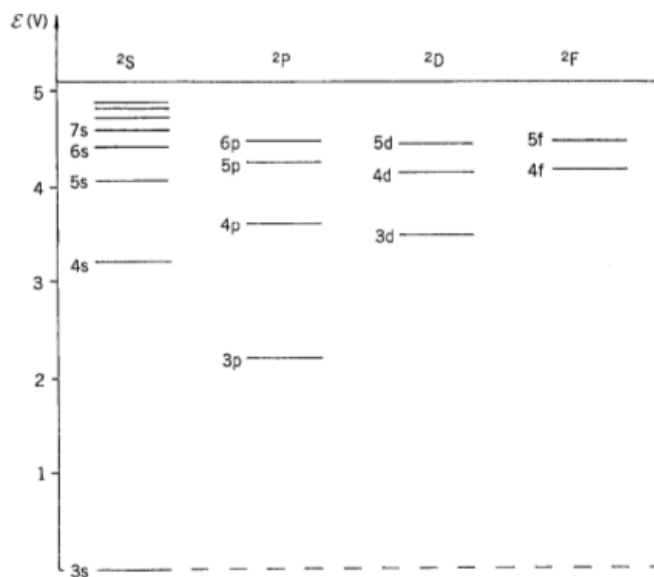 ℰ (V)
²S ²P ²D ²F
5
7s 6p 5d 5f
6s
5p
4 5s 4d 4f
4p
3d
4s
3
3p
2
1
3s